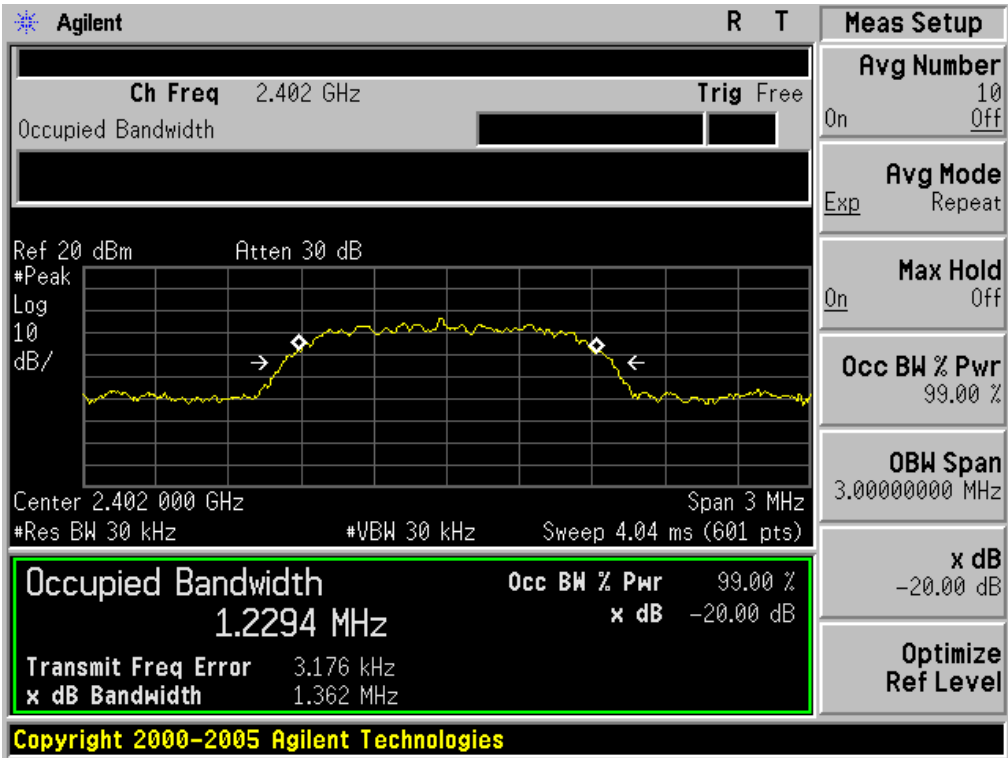 Agilent R T
Meas Setup
Ch Freq 2.402 GHz Trig Free
Occupied Bandwidth
Ref 20 dBm Atten 30 dB
#Peak
Log
10
dB/
Center 2.402 000 GHz Span 3 MHz
#Res BW 30 kHz #VBW 30 kHz Sweep 4.04 ms (601 pts)
Occupied Bandwidth
1.2294 MHz
Occ BW % Pwr 99.00 %
x dB -20.00 dB
Transmit Freq Error 3.176 kHz
x dB Bandwidth 1.362 MHz
Avg Number
10
On Off
Avg Mode
Exp Repeat
Max Hold
On Off
Occ BW % Pwr
99.00 %
OBW Span
3.00000000 MHz
x dB
-20.00 dB
Optimize
Ref Level
Copyright 2000-2005 Agilent Technologies